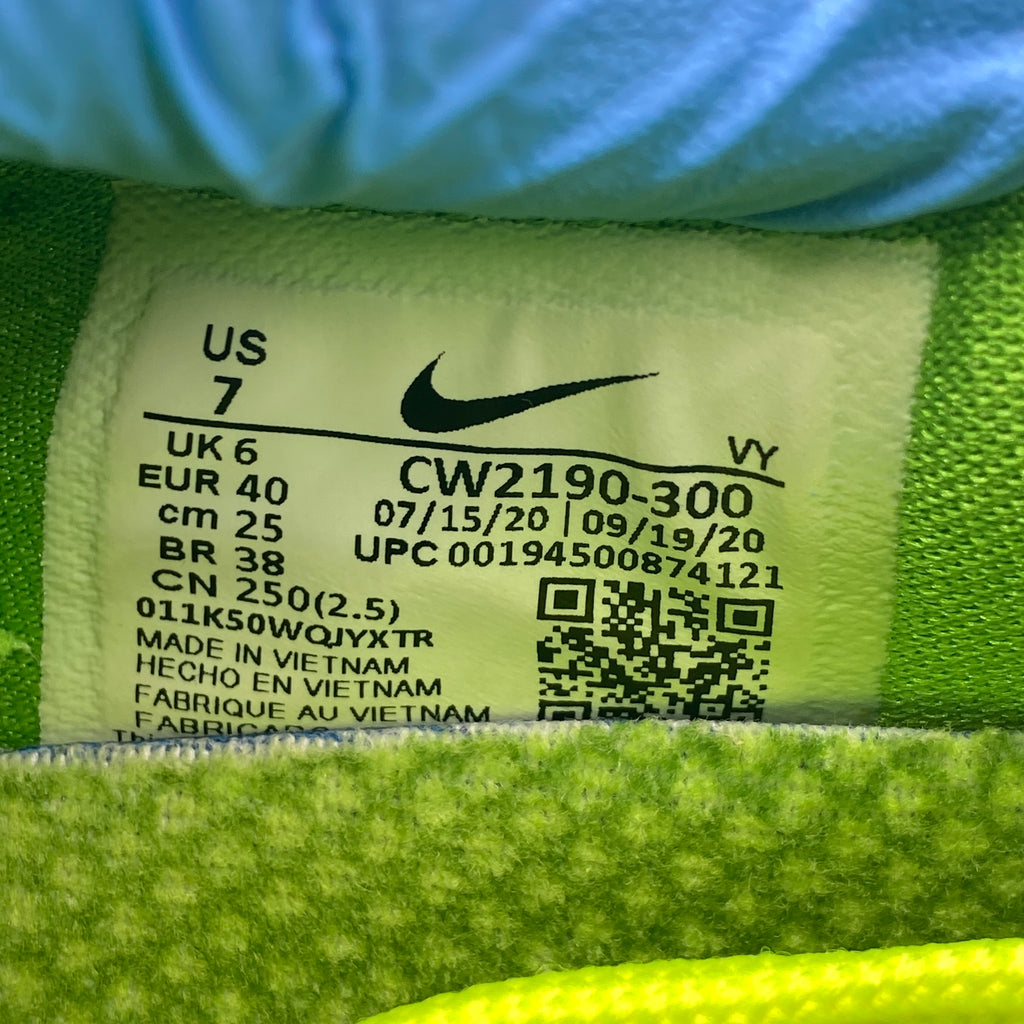 US
7
VY
UK 6
EUR 40
cm 25
BR 38
CN 250(2.5)
CW2190-300
07/15/20 | 09/19/20
UPC 00194500874121
011K50WQJYXTR
MADE IN VIETNAM
HECHO EN VIETNAM
FABRIQUE AU VIETNAM